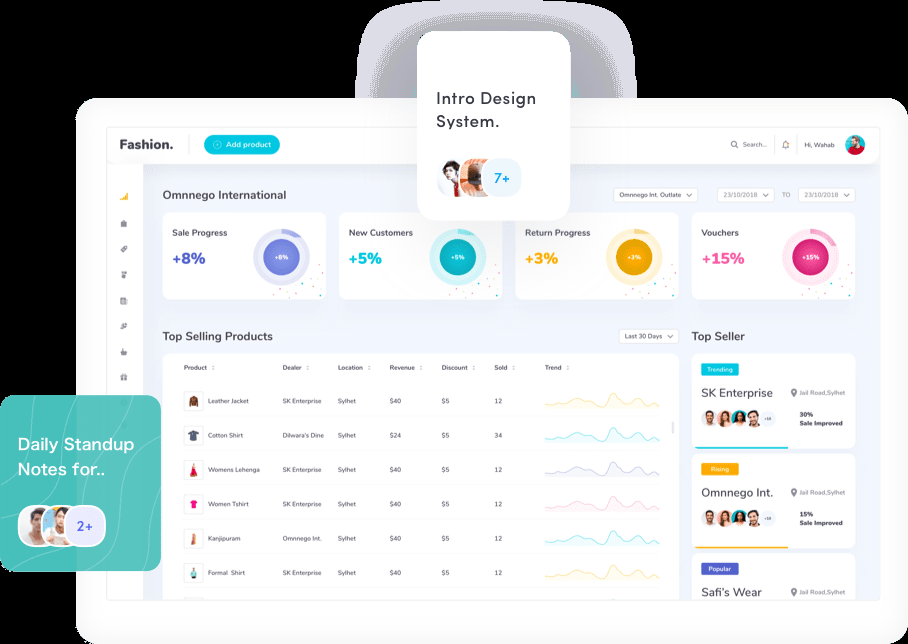 Intro Design
System.
7+
Fashion.
Add product
Search...
Hi, Wahab
Omnnego International
Omnnego Int. Outlate
23/10/2018
TO
23/10/2018
Sale Progress
+8%
+8%
New Customers
+5%
+5%
Return Progress
+3%
+3%
Vouchers
+15%
+15%
Top Selling Products
Last 30 Days
Product Dealer Location Revenue Discount Sold Trend
Leather Jacket SK Enterprise Sylhet $40 $5 12
Cotton Shirt Dilwara's Dine Sylhet $24 $5 34
Womens Lehenga SK Enterprise Sylhet $40 $5 12
Women Tshirt SK Enterprise Sylhet $40 $5 12
Kanjipuram Omnnego Int. Sylhet $40 $5 12
Formal Shirt SK Enterprise Sylhet $40 $5 12
Top Seller
Trending
SK Enterprise
Jail Road,Sylhet
+10
30%
Sale Improved
Rising
Omnnego Int.
Jail Road,Sylhet
+10
15%
Sale Improved
Popular
Safi's Wear
Jail Road,Sylhet
Daily Standup
Notes for..
2+